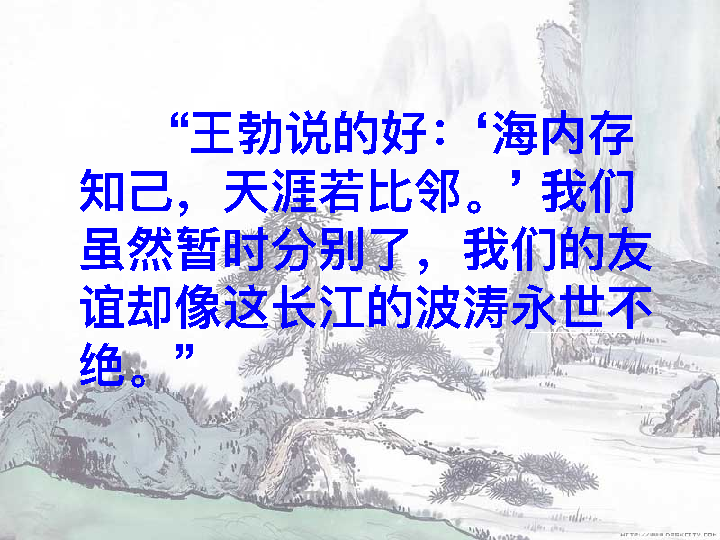 “王勃说的好：‘海内存
知己，天涯若比邻。’我们
虽然暂时分别了，我们的友
谊却像这长江的波涛永世不
绝。”